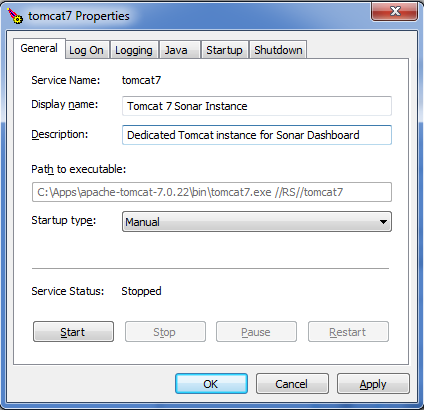 tomcat7 Properties
General Log On Logging Java Startup Shutdown
Service Name: tomcat7
Display name: Tomcat 7 Sonar Instance
Description: Dedicated Tomcat instance for Sonar Dashboard
Path to executable:
C:\Apps\apache-tomcat-7.0.22\bin\tomcat7.exe //RS//tomcat7
Startup type: Manual
Service Status: Stopped
Start Stop Pause Restart
OK Cancel Apply